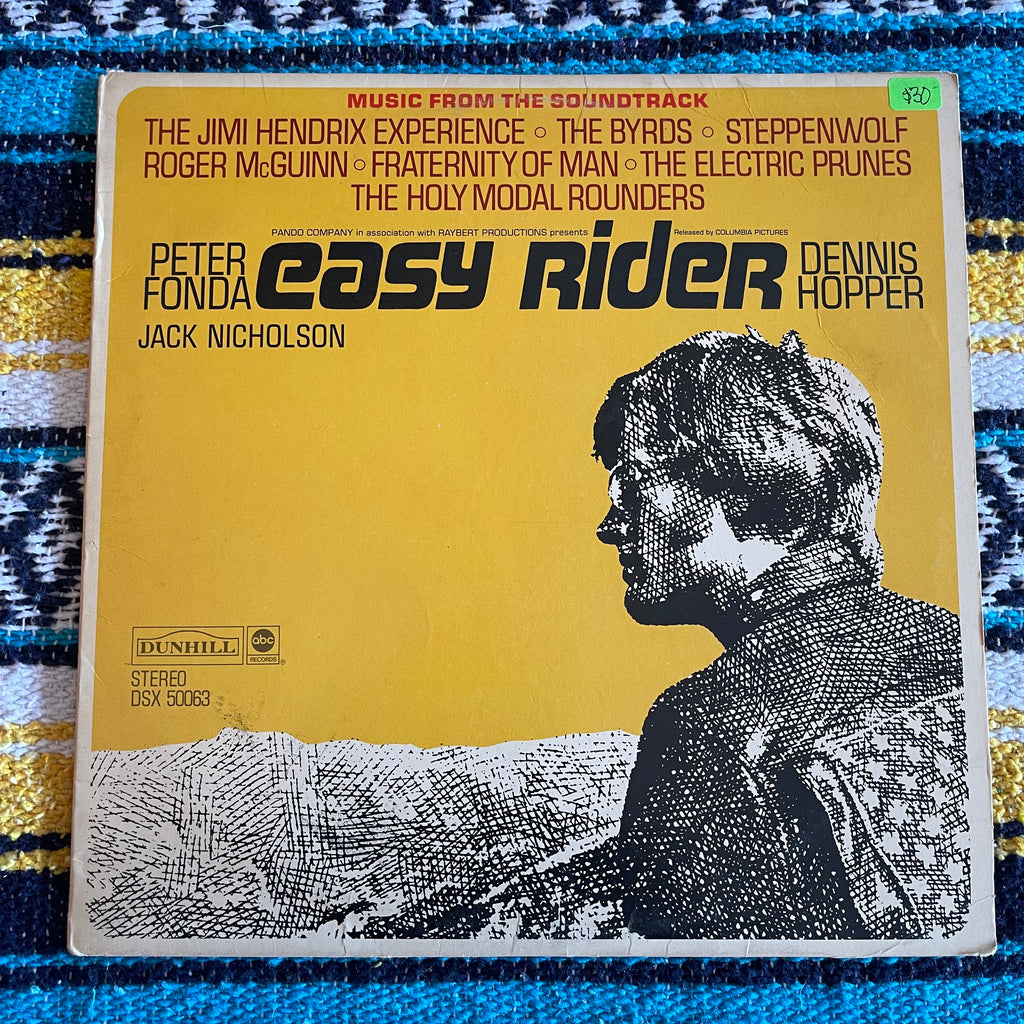 $30
MUSIC FROM THE SOUNDTRACK
THE JIMI HENDRIX EXPERIENCE ○ THE BYRDS ○ STEPPENWOLF
ROGER McGUINN ○ FRATERNITY OF MAN ○ THE ELECTRIC PRUNES
THE HOLY MODAL ROUNDERS
PANDO COMPANY in association with RAYBERT PRODUCTIONS presents
Released by COLUMBIA PICTURES
PETER
FONDA
easy Rider
DENNIS
HOPPER
JACK NICHOLSON
DUNHILL
abc
RECORDS
STEREO
DSX 50063